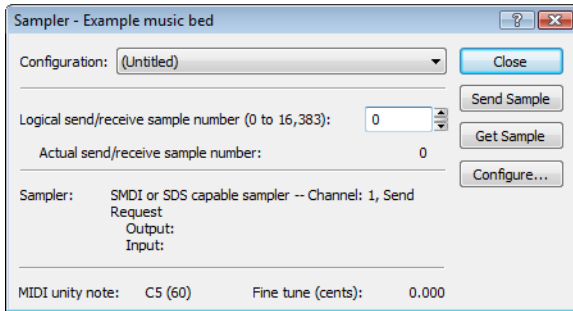 Sampler - Example music bed
Configuration: (Untitled)
Close
Send Sample
Logical send/receive sample number (0 to 16,383): 0
Get Sample
Actual send/receive sample number: 0
Configure...
Sampler: SMDI or SDS capable sampler -- Channel: 1, Send
Request
Output:
Input:
MIDI unity note: C5 (60) Fine tune (cents): 0.000